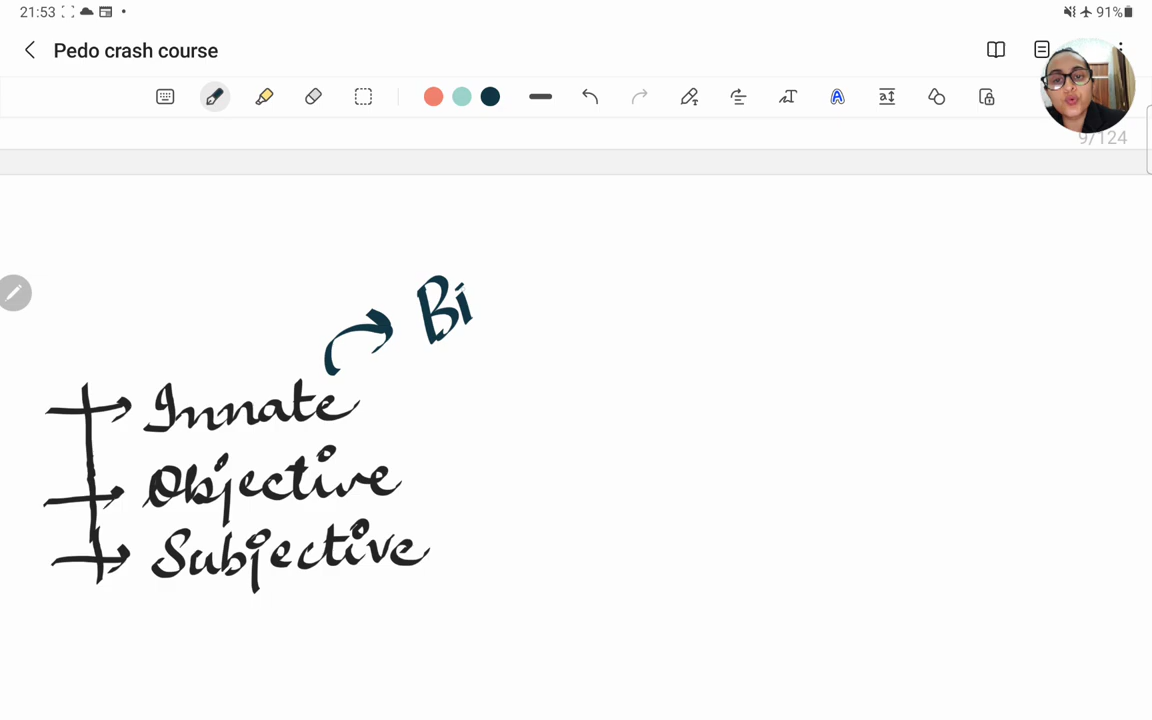 21:53 91%
Pedo crash course
9/124
Bi
Innate
Objective
Subjective